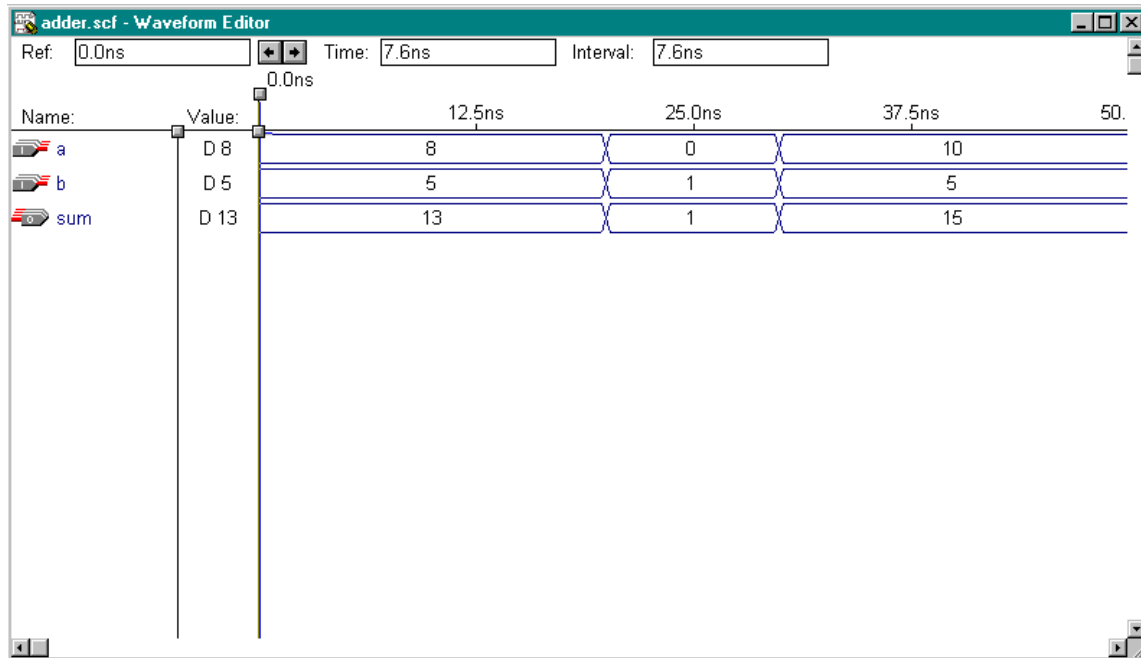 adder.scf - Waveform Editor
Ref: 0.0ns Time: 7.6ns Interval: 7.6ns
0.0ns
Name: Value: 12.5ns 25.0ns 37.5ns 50.
a D 8 8 0 10
b D 5 5 1 5
sum D 13 13 1 15